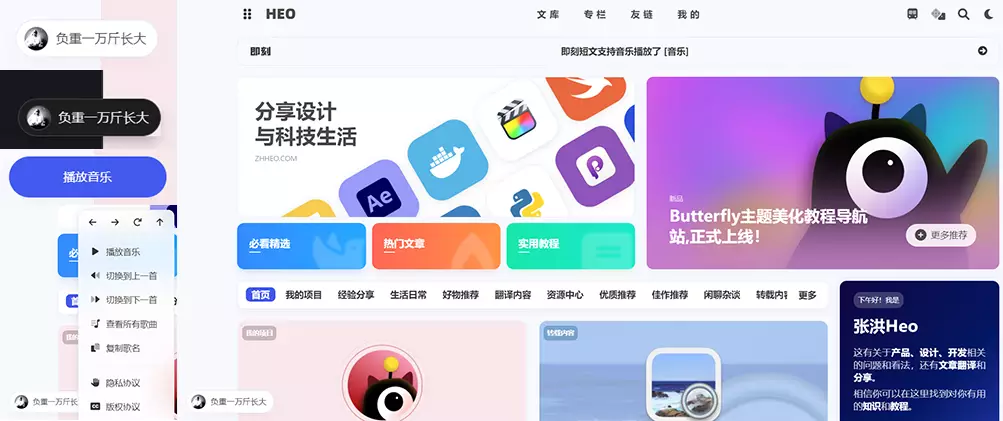 负重一万斤长大
负重一万斤长大
播放音乐
必
播放音乐
切换到上一首
切换到下一首
查看所有歌曲
复制歌名
隐私协议
版权协议
我的
负重一万斤长
HEO
文库 专栏 友链 我的
即刻
即刻短文支持音乐播放了 [音乐]
分享设计
与科技生活
ZHHEO.COM
Ae
必看精选
热门文章
实用教程
新品
Butterfly主题美化教程导航
站,正式上线!
更多推荐
首页 我的项目 经验分享 生活日常 好物推荐 翻译内容 资源中心 优质推荐 佳作推荐 闲聊杂谈 转载内 更多
我的项目
转载内容
下午好!我是
张洪Heo
这有关于产品、设计、开发相关
的问题和看法,还有文章翻译和
分享。
相信你可以在这里找到对你有用
的知识和教程。
负重一万斤长大